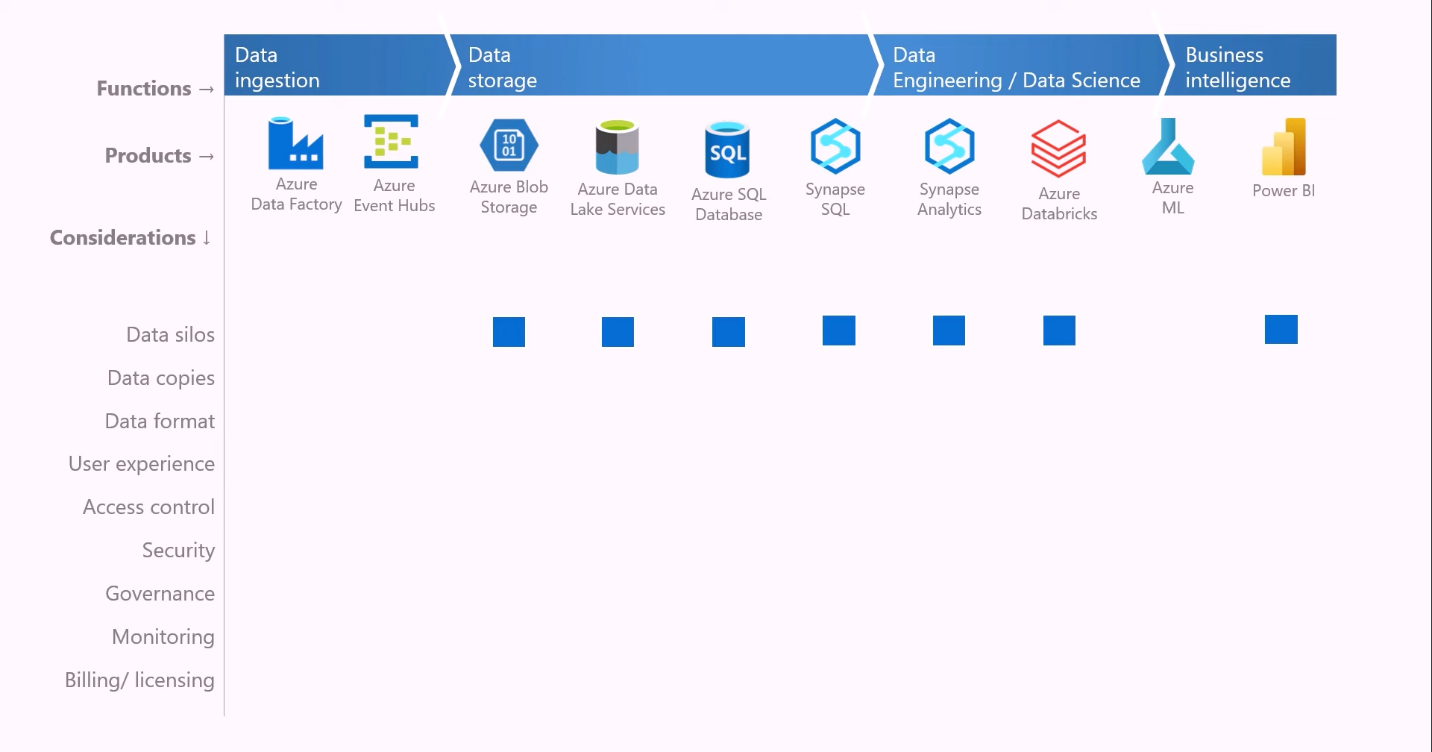 Data
ingestion
Data
storage
Data
Engineering / Data Science
Business
intelligence
Functions →
Products →
10
01
SQL
Azure
Data Factory
Azure
Event Hubs
Azure Blob
Storage
Azure Data
Lake Services
Azure SQL
Database
Synapse
SQL
Synapse
Analytics
Azure
Databricks
Azure
ML
Power BI
Considerations ↓
Data silos
Data copies
Data format
User experience
Access control
Security
Governance
Monitoring
Billing/ licensing